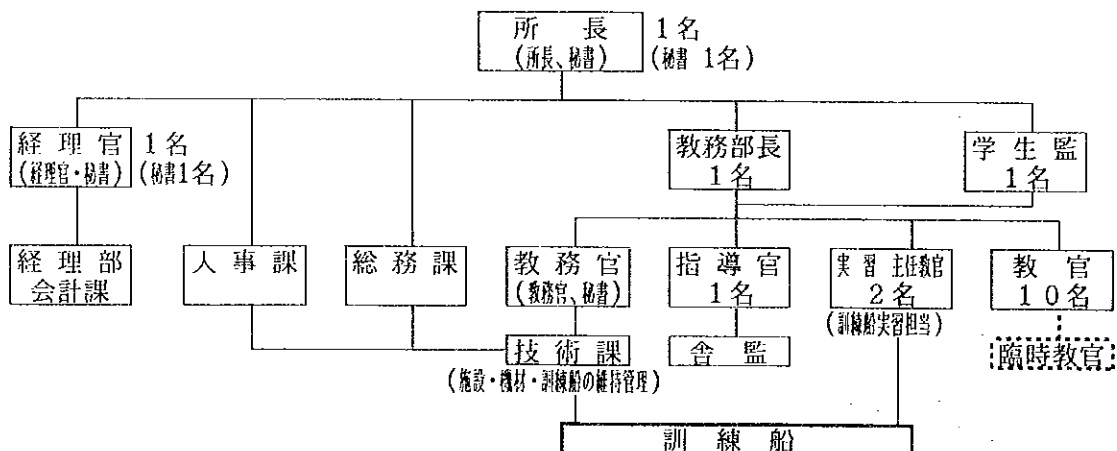 所長 1名
(所長、秘書) (秘書 1名)
経理官 1名
(経理官・秘書) (秘書1名)
教務部長
1名
学生監
1名
経理部
会計課
人事課
総務課
教務官
(教務官、秘書)
指導官
1名
実習主任教官
2名
(訓練船実習担当)
教官
10名
技術課
(施設・機材・訓練船の維持管理)
舎監
臨時教官
訓練船